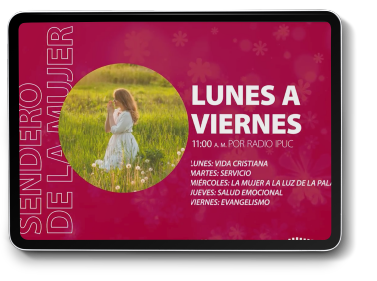 SENDERO
DE LA MUJER
LUNES A
VIERNES
11:00 A.M. POR RADIO IPUC
LUNES: VIDA CRISTIANA
MARTES: SERVICIO
MIÉRCOLES: LA MUJER A LA LUZ DE LA PALA
JUEVES: SALUD EMOCIONAL
VIERNES: EVANGELISMO